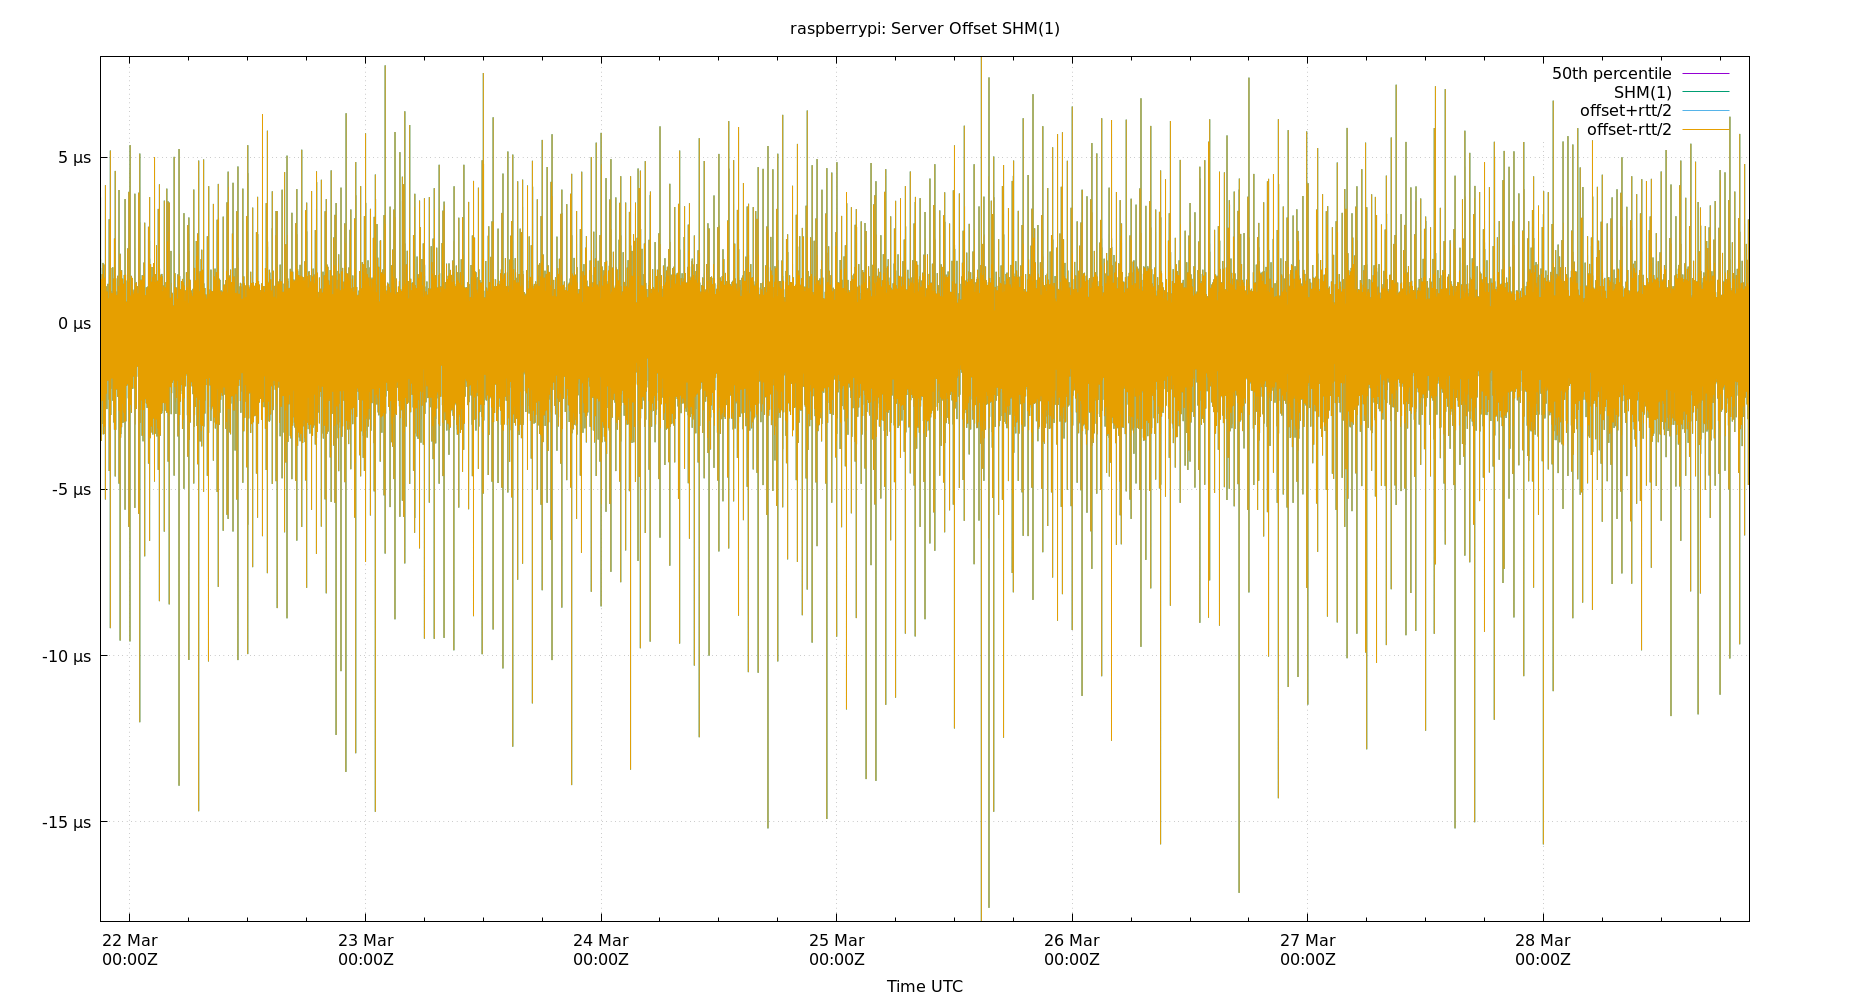 raspberrypi: Server Offset SHM(1)
50th percentile
SHM(1)
offset+rtt/2
offset-rtt/2
5 µs
0 µs
-5 µs
-10 µs
-15 µs
22 Mar 23 Mar 24 Mar 25 Mar 26 Mar 27 Mar 28 Mar
00:00Z 00:00Z 00:00Z 00:00Z 00:00Z 00:00Z 00:00Z
Time UTC